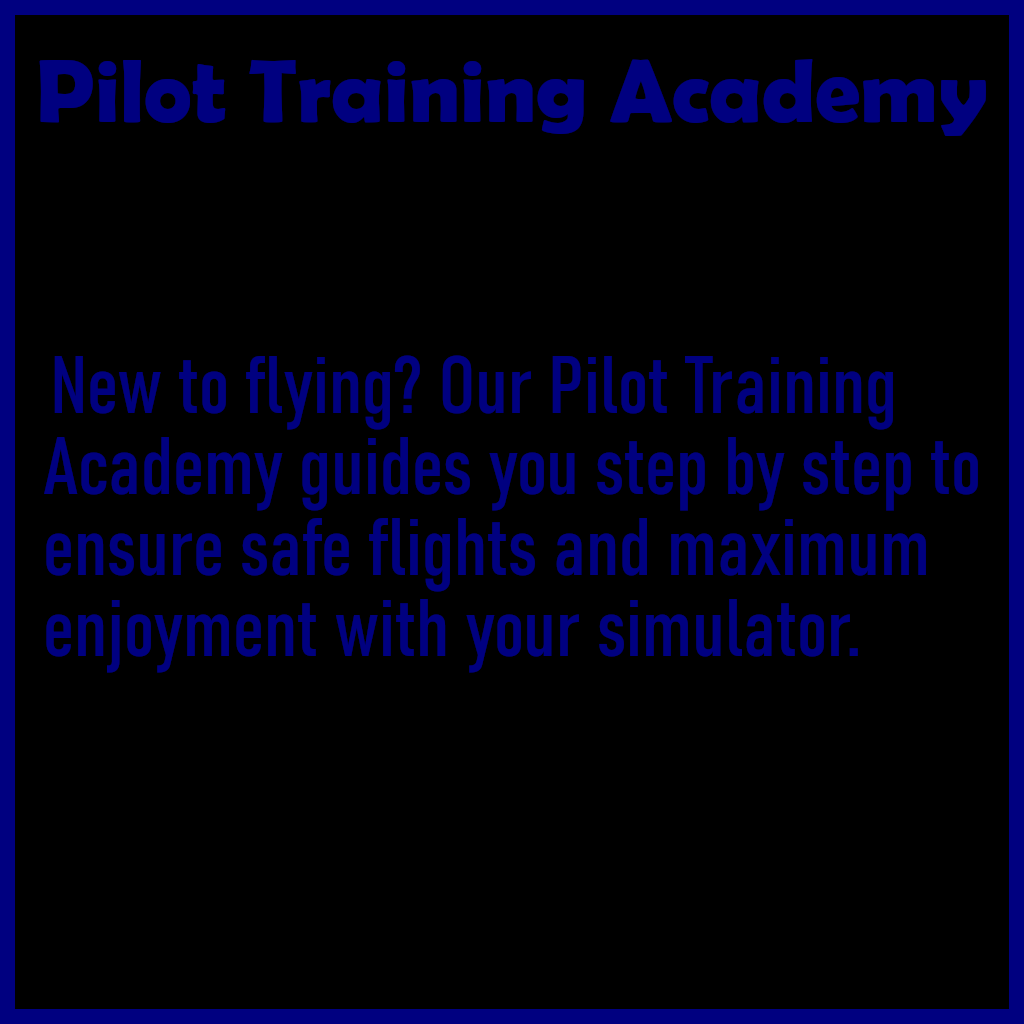 Pilot Training Academy
New to flying? Our Pilot Training
Academy guides you step by step to
ensure safe flights and maximum
enjoyment with your simulator.